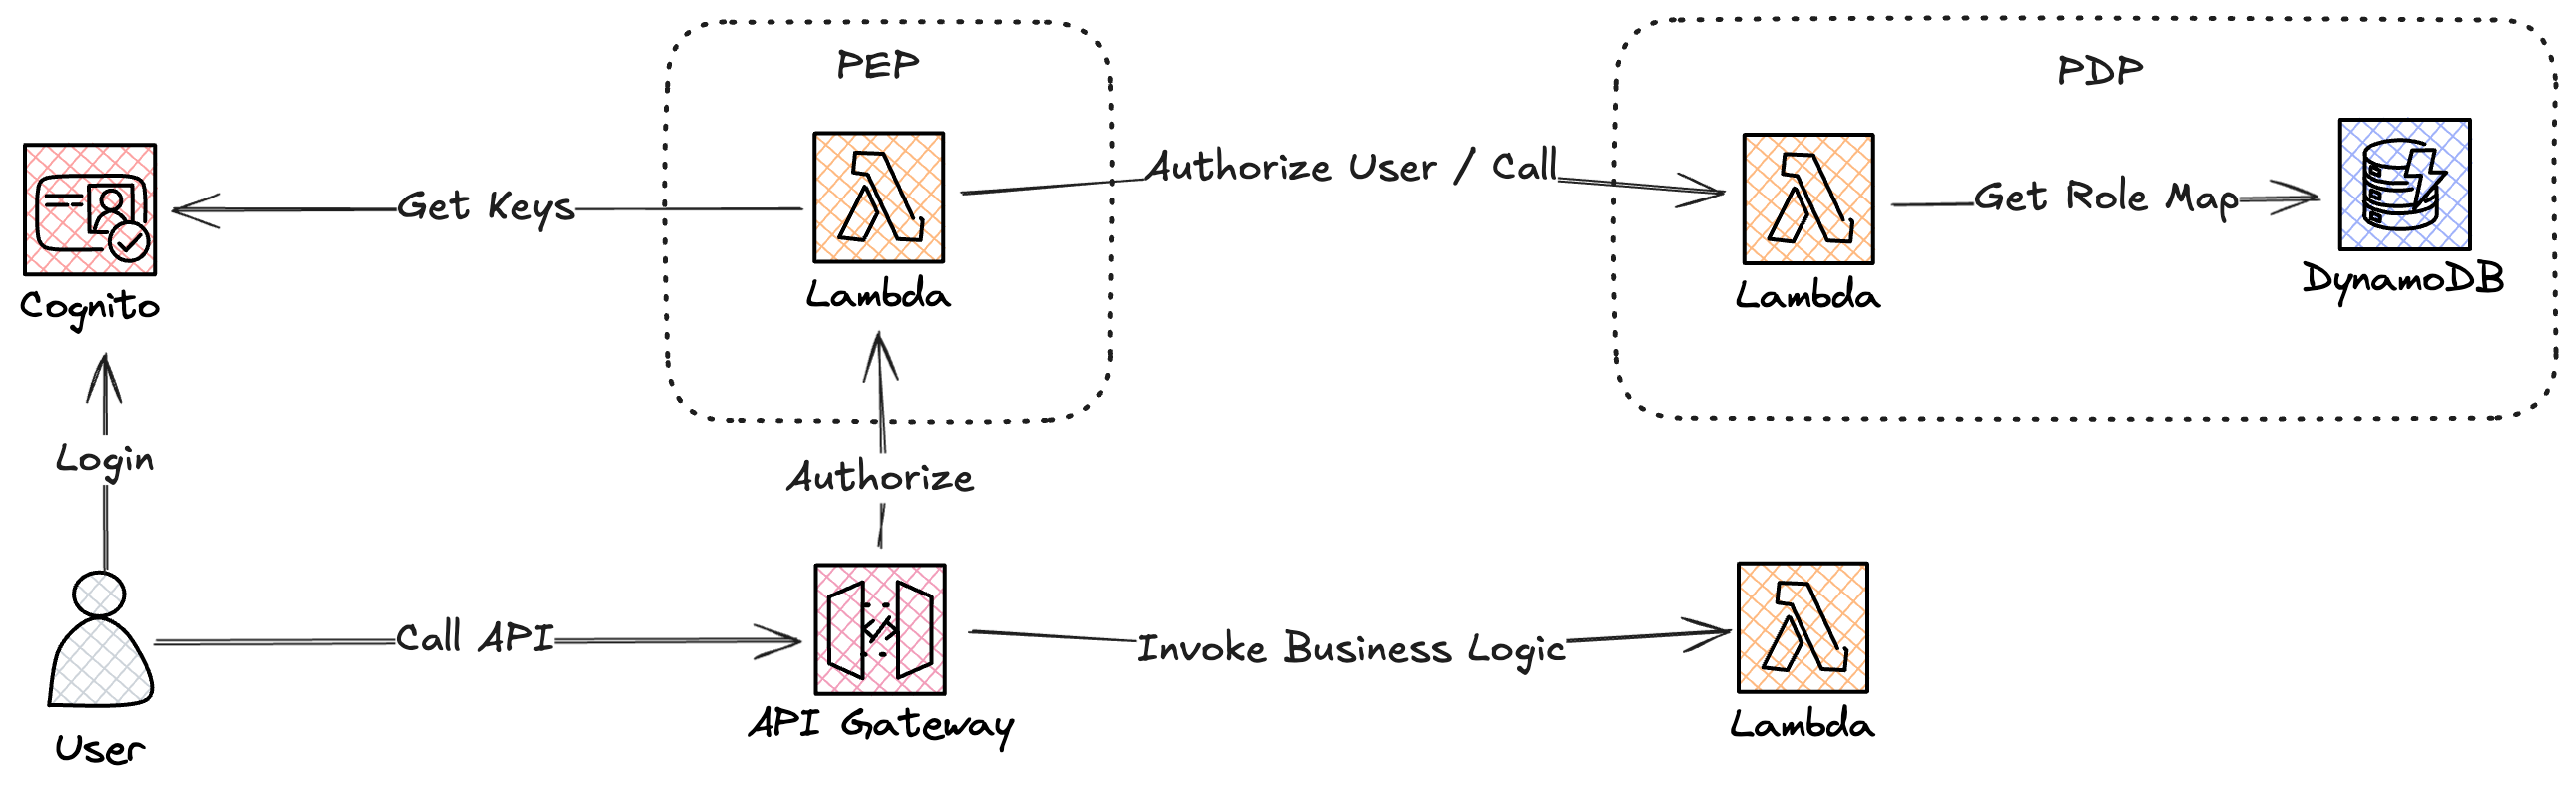 PEP
PDP
Get Keys
Authorize User / Call
Get Role Map
Cognito
Lambda
Lambda
DynamoDB
Login
Authorize
Call API
Invoke Business Logic
User
API Gateway
Lambda